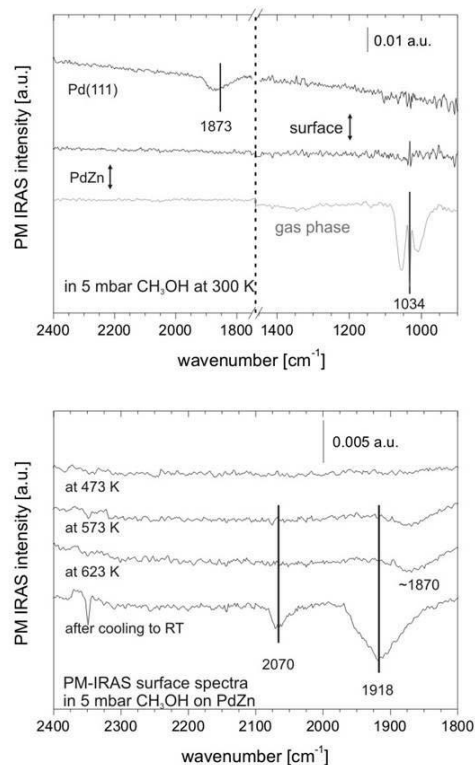 PM IRAS intensity [a.u.]
0.01 a.u.
Pd(111)
1873
surface
PdZn
gas phase
in 5 mbar CH₃OH at 300 K
1034
2400 2200 2000 1800 1400 1200 1000
wavenumber [cm⁻¹]
PM IRAS intensity [a.u.]
0.005 a.u.
at 473 K
at 573 K
at 623 K
~1870
after cooling to RT
2070
1918
PM-IRAS surface spectra
in 5 mbar CH₃OH on PdZn
2400 2300 2200 2100 2000 1900 1800
wavenumber [cm⁻¹]